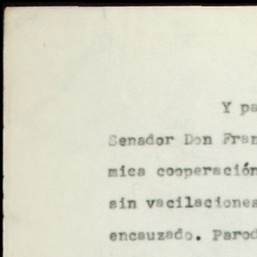 Y pa
Senador Don Fran
mica cooperación
sin vacilaciones
encauzado. Parod